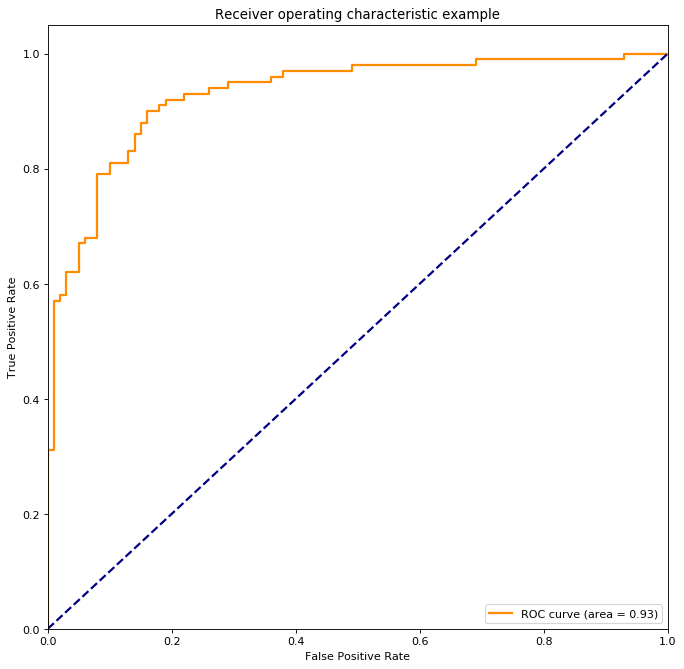 Receiver operating characteristic example
1.0
0.8
0.6
0.4
0.2
0.0
True Positive Rate
ROC curve (area = 0.93)
0.0 0.2 0.4 0.6 0.8 1.0
False Positive Rate